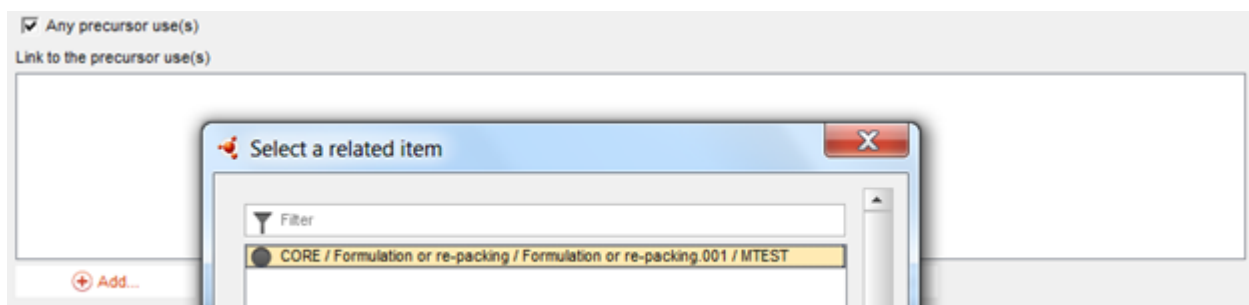 Any precursor use(s)
Link to the precursor use(s)
Select a related item
Filter
CORE / Formulation or re-packing / Formulation or re-packing.001 / MTEST
Add...